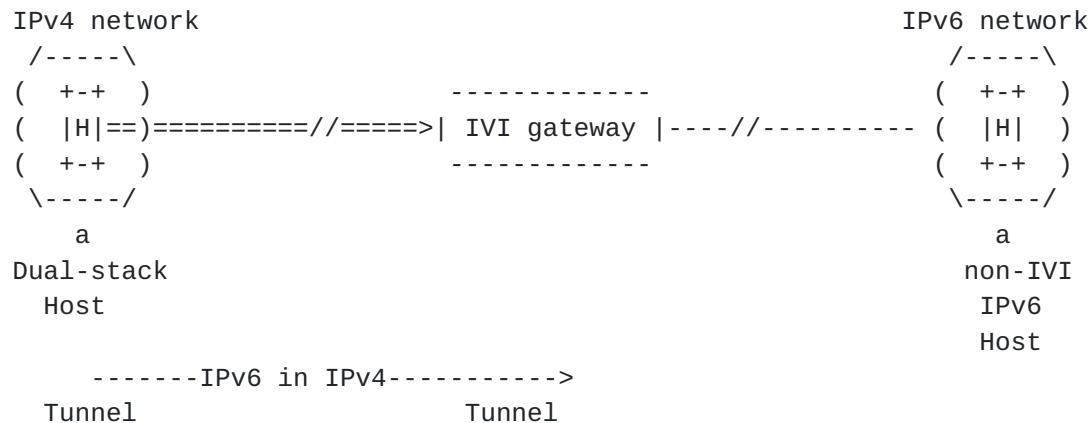 IPv4 network                                             IPv6 network
 /-----\                                                    /-----\
(  +-+  )                   -------------                  (  +-+  )
(  |H|==)==========//=====>| IVI gateway |----//---------- (  |H|  )
(  +-+  )                   -------------                  (  +-+  )
 \-----/                                                    \-----/
    a                                                          a
Dual-stack                                                   non-IVI
  Host                                                        IPv6
                                                              Host
     -------IPv6 in IPv4----------->
  Tunnel                     Tunnel